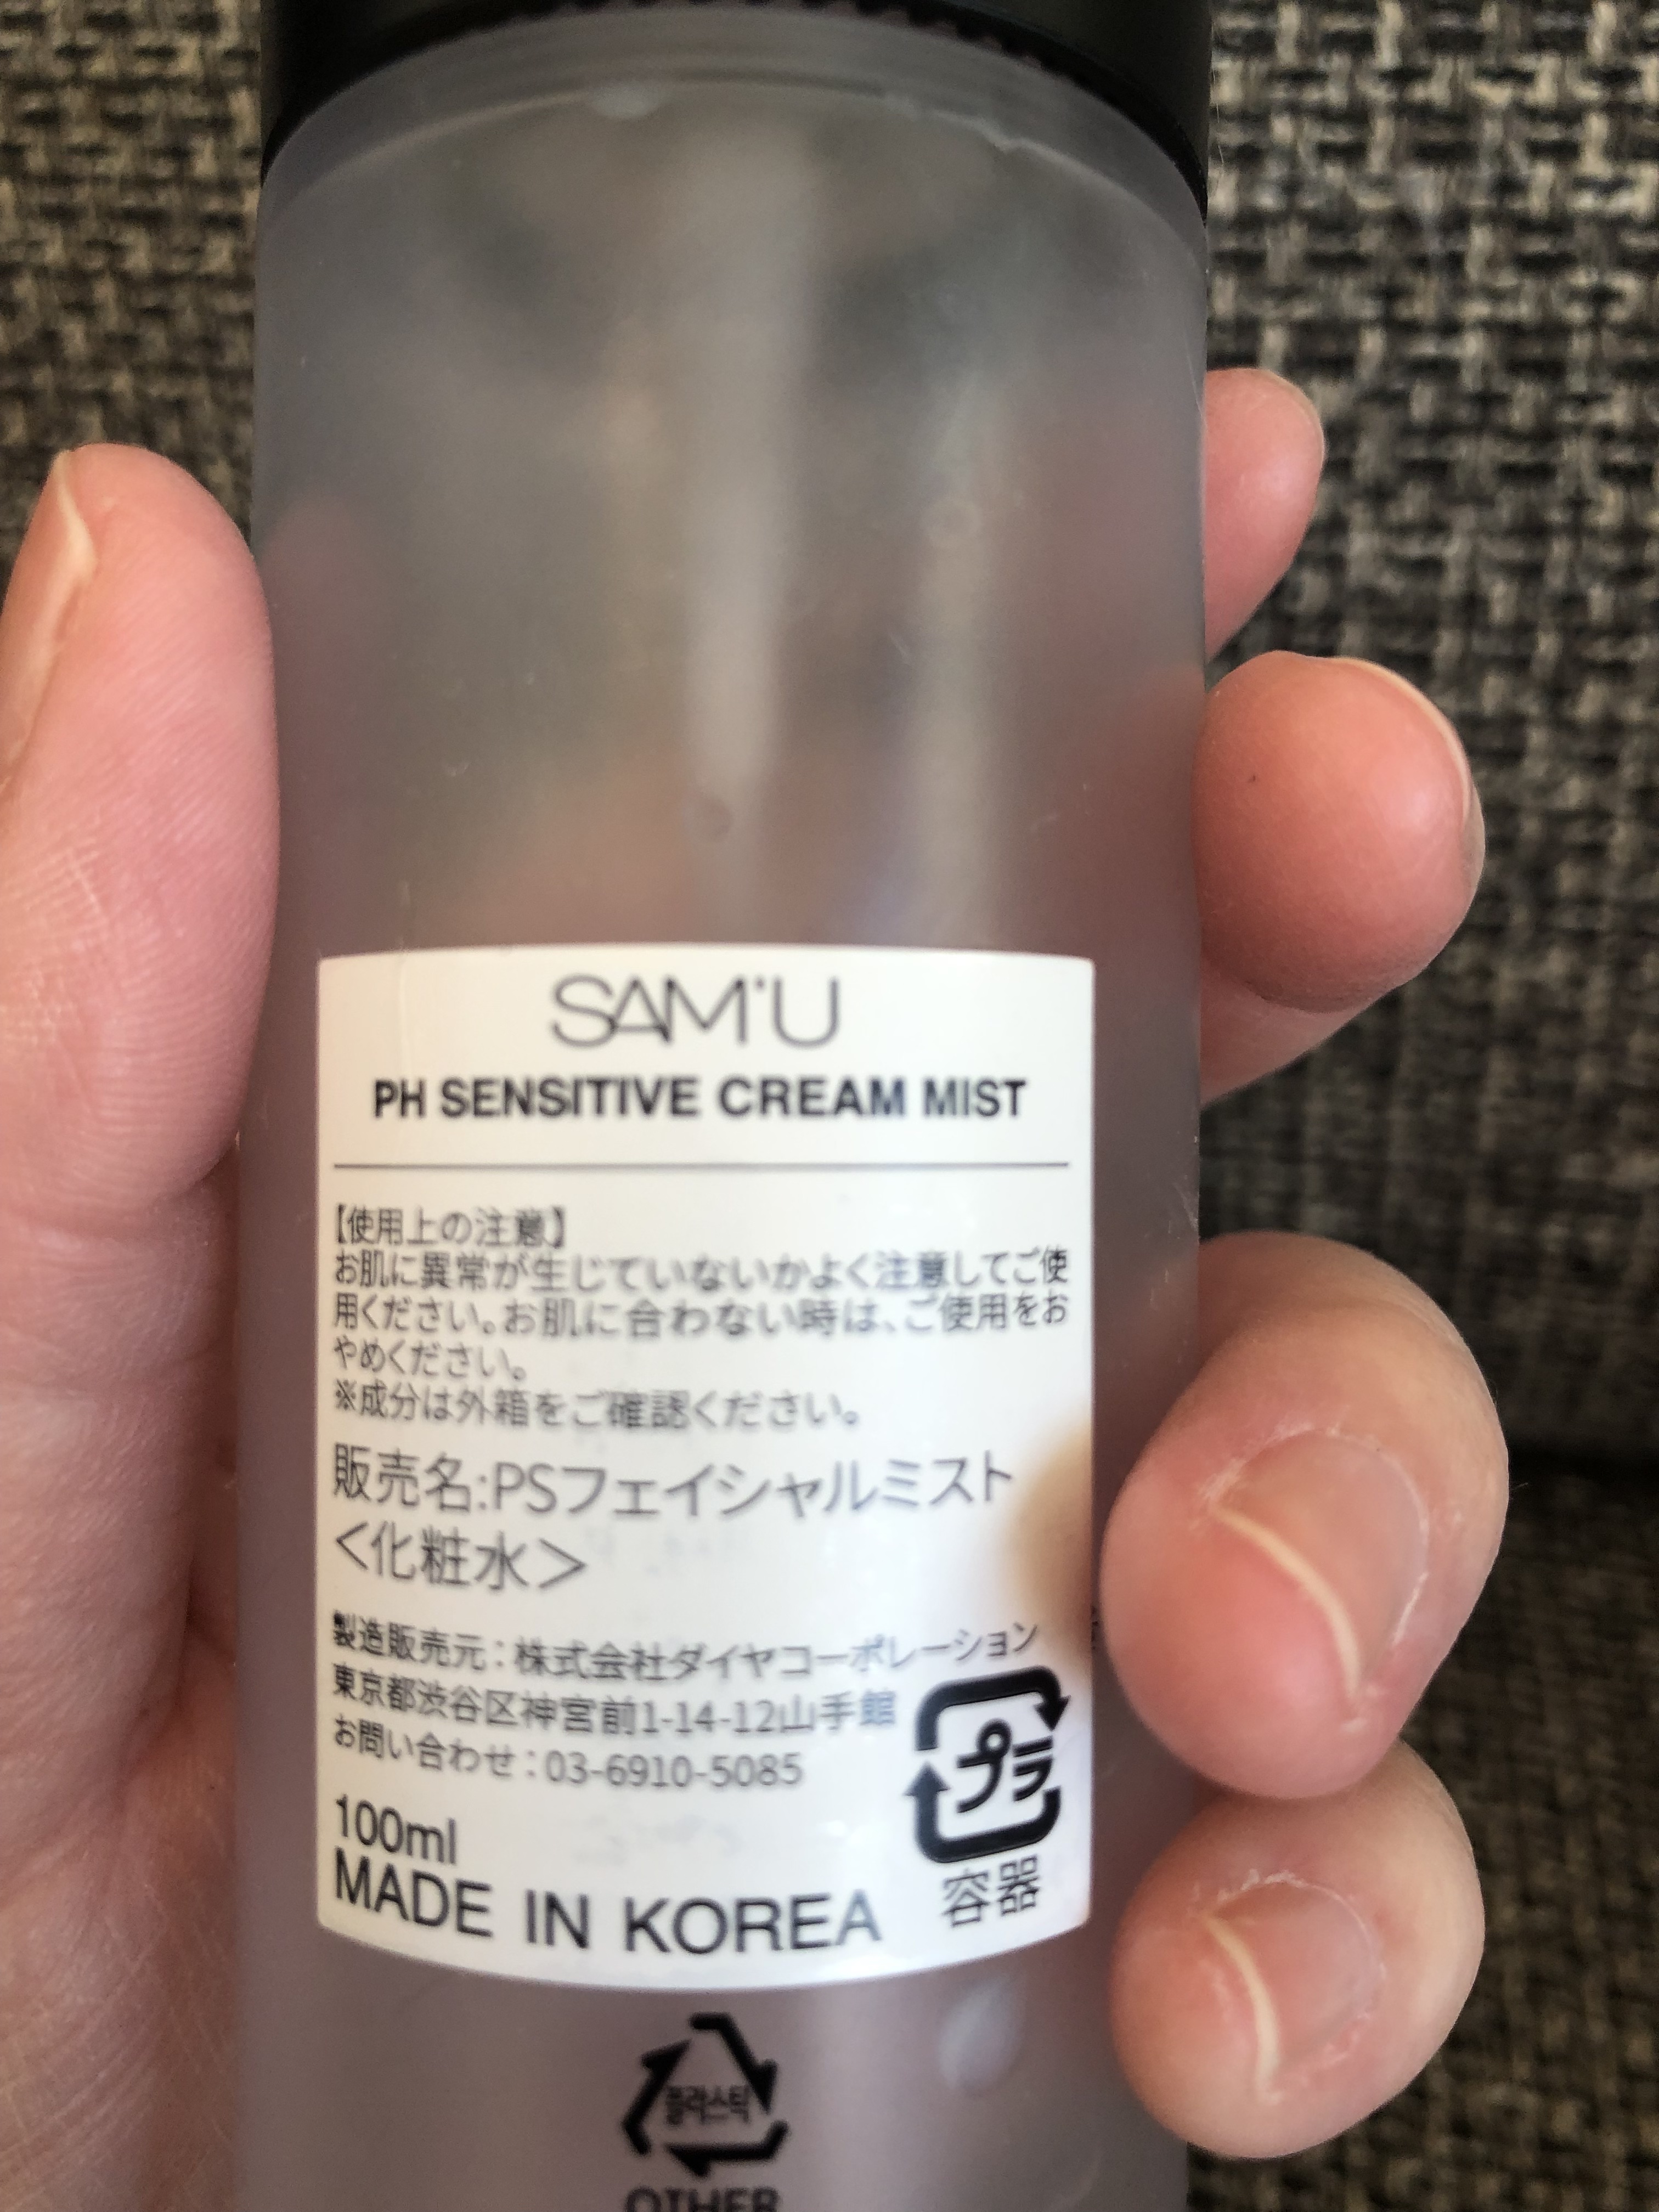 SAM'U
PH SENSITIVE CREAM MIST
【使用上の注意】
お肌に異常が生じていないかよく注意してご使
用ください。お肌に合わない時は、ご使用をお
やめください。
※成分は外箱をご確認ください。
販売名:PSフェイシャルミスト
<化粧水>
製造販売元：株式会社ダイヤコーポレーション
東京都渋谷区神宮前1-14-12山手館
お問い合わせ：03-6910-5085
プラ
100ml
MADE IN KOREA
容器
플라스틱
OTHER